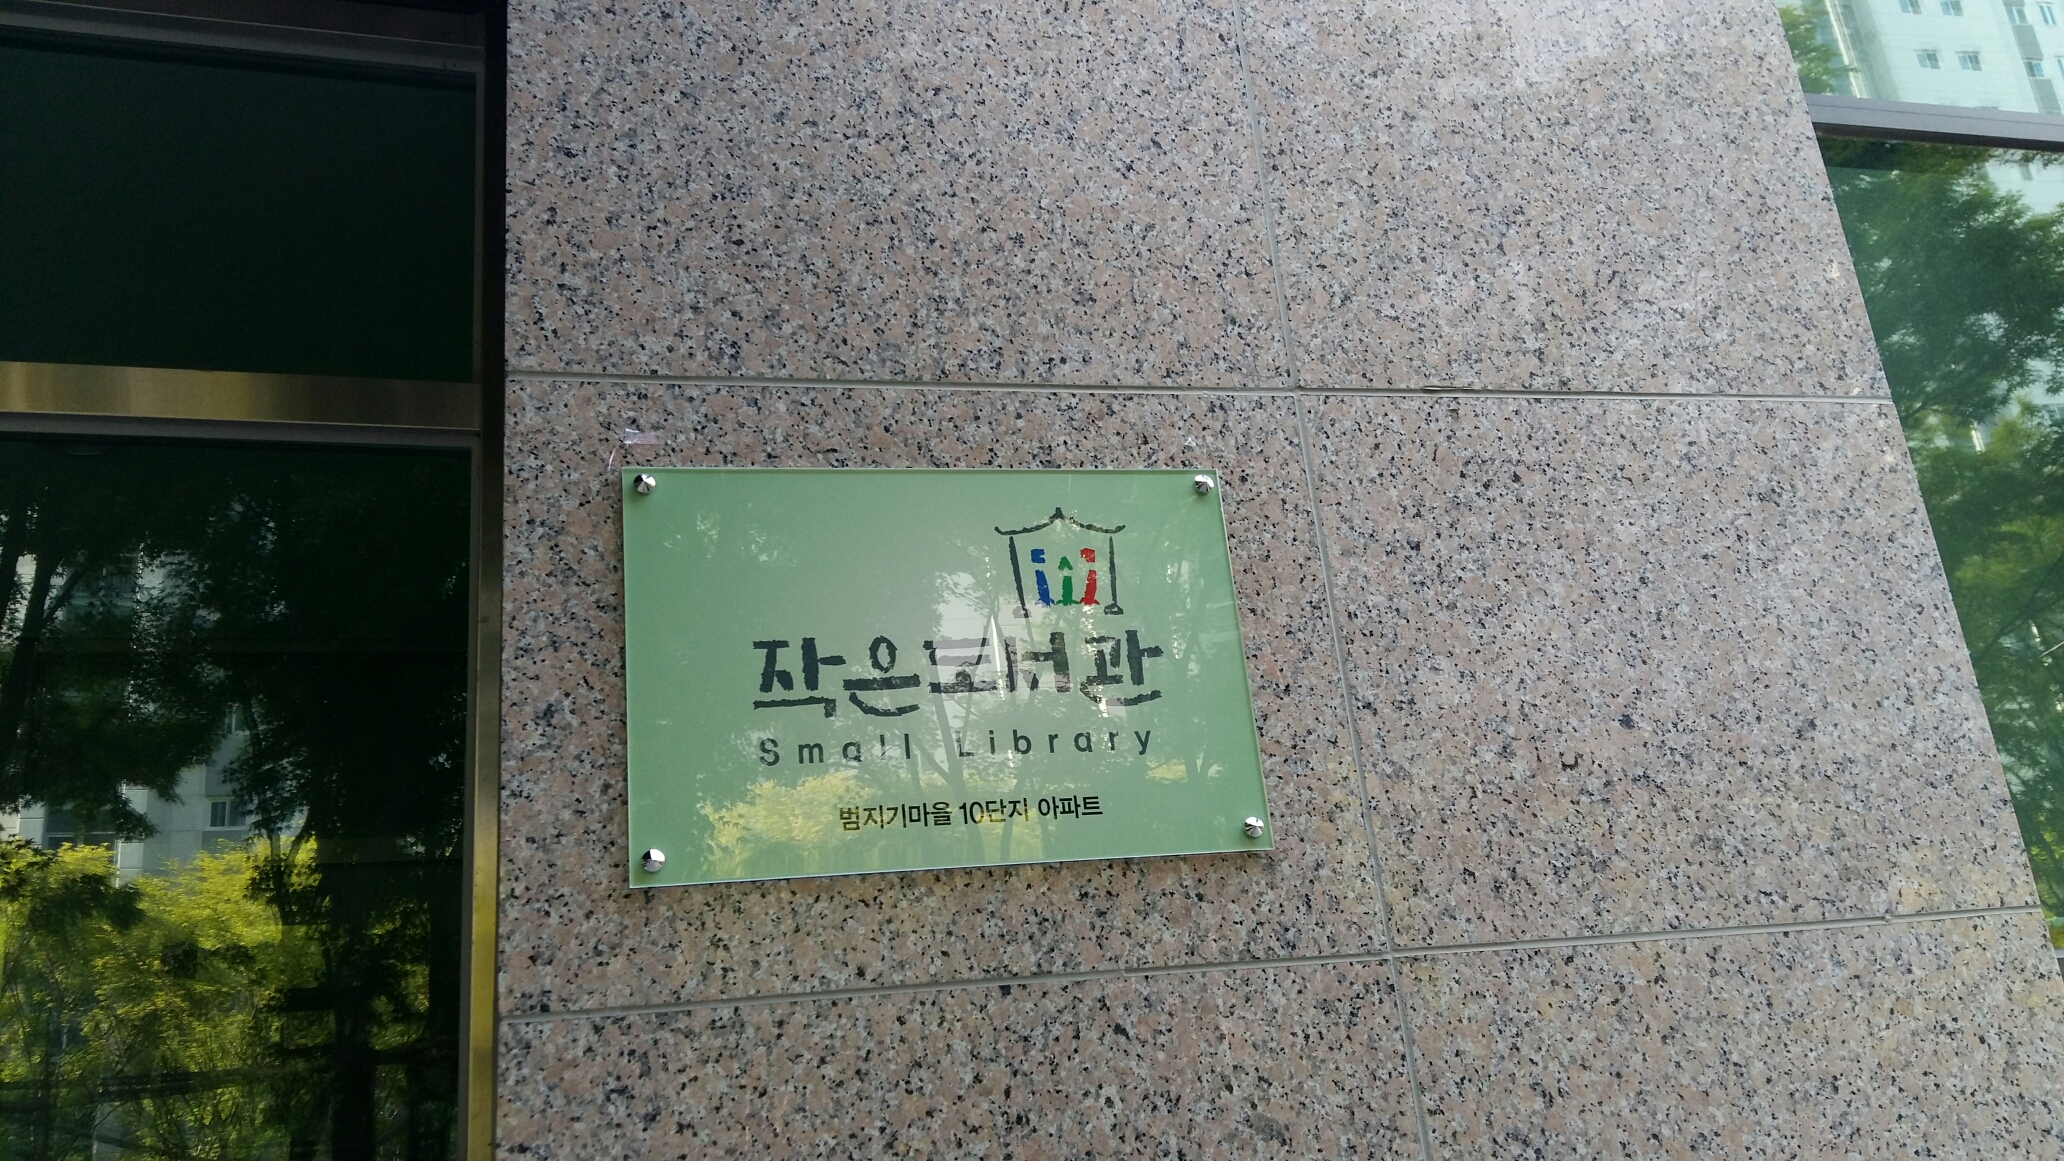 작은도서관
Small Library
범지기마을 10단지 아파트